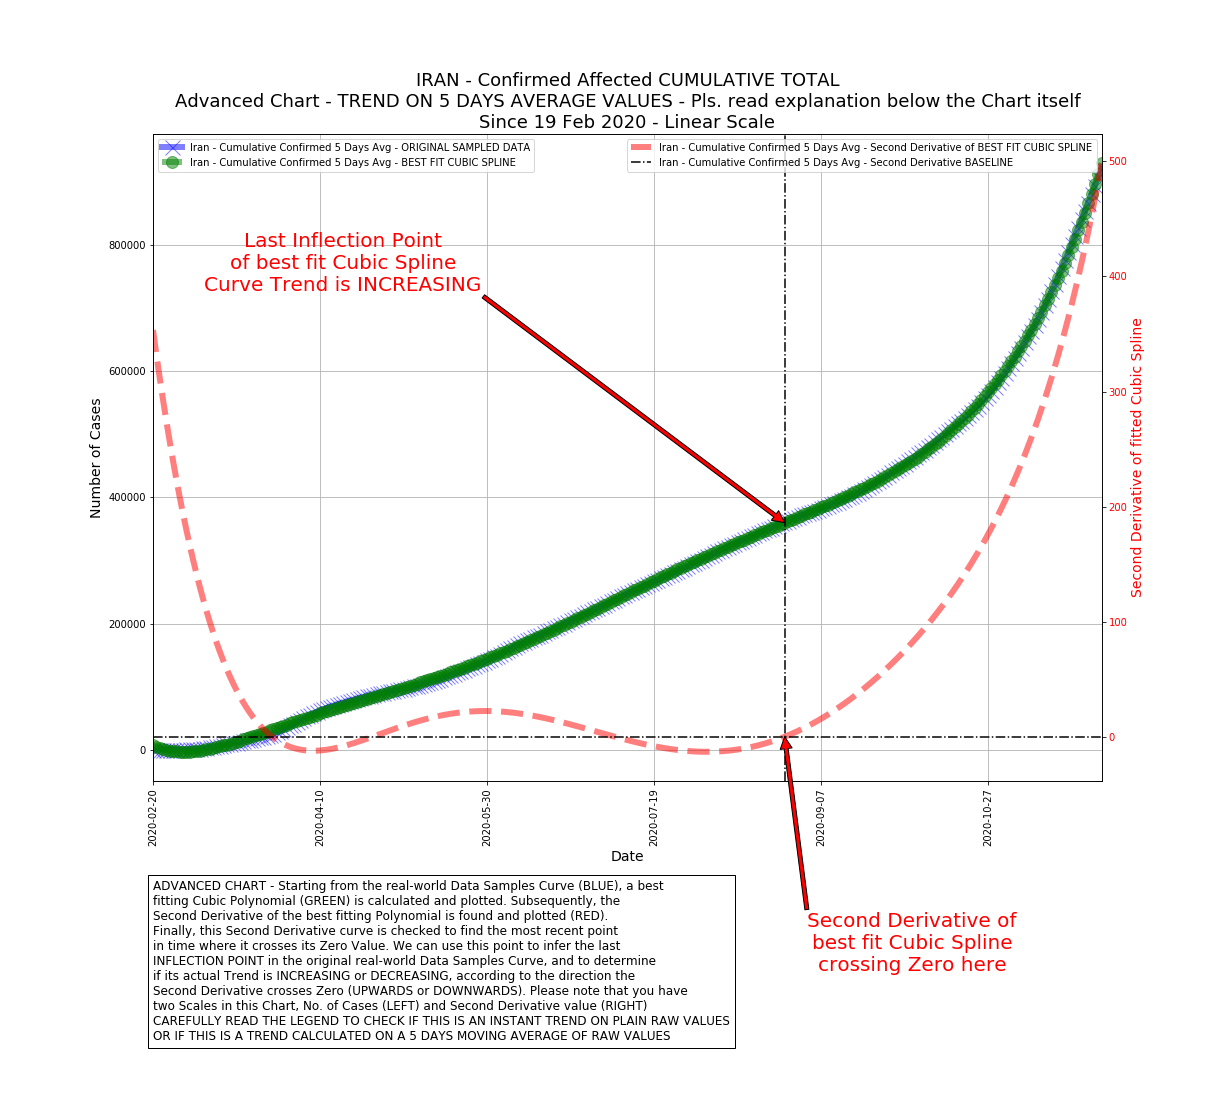 IRAN - Confirmed Affected CUMULATIVE TOTAL
Advanced Chart - TREND ON 5 DAYS AVERAGE VALUES - Pls. read explanation below the Chart itself
Since 19 Feb 2020 - Linear Scale
Iran - Cumulative Confirmed 5 Days Avg - ORIGINAL SAMPLED DATA
Iran - Cumulative Confirmed 5 Days Avg - BEST FIT CUBIC SPLINE
Iran - Cumulative Confirmed 5 Days Avg - Second Derivative of BEST FIT CUBIC SPLINE
Iran - Cumulative Confirmed 5 Days Avg - Second Derivative BASELINE
Last Inflection Point
of best fit Cubic Spline
Curve Trend is INCREASING
Number of Cases
800000
600000
400000
200000
0
500
400
300
200
100
0
Second Derivative of fitted Cubic Spline
2020-02-20
2020-04-10
2020-05-30
2020-07-19
2020-09-07
2020-10-27
Date
Second Derivative of
best fit Cubic Spline
crossing Zero here
ADVANCED CHART - Starting from the real-world Data Samples Curve (BLUE), a best
fitting Cubic Polynomial (GREEN) is calculated and plotted. Subsequently, the
Second Derivative of the best fitting Polynomial is found and plotted (RED).
Finally, this Second Derivative curve is checked to find the most recent point
in time where it crosses its Zero Value. We can use this point to infer the last
INFLECTION POINT in the original real-world Data Samples Curve, and to determine
if its actual Trend is INCREASING or DECREASING, according to the direction the
Second Derivative crosses Zero (UPWARDS or DOWNWARDS). Please note that you have
two Scales in this Chart, No. of Cases (LEFT) and Second Derivative value (RIGHT)
CAREFULLY READ THE LEGEND TO CHECK IF THIS IS AN INSTANT TREND ON PLAIN RAW VALUES
OR IF THIS IS A TREND CALCULATED ON A 5 DAYS MOVING AVERAGE OF RAW VALUES